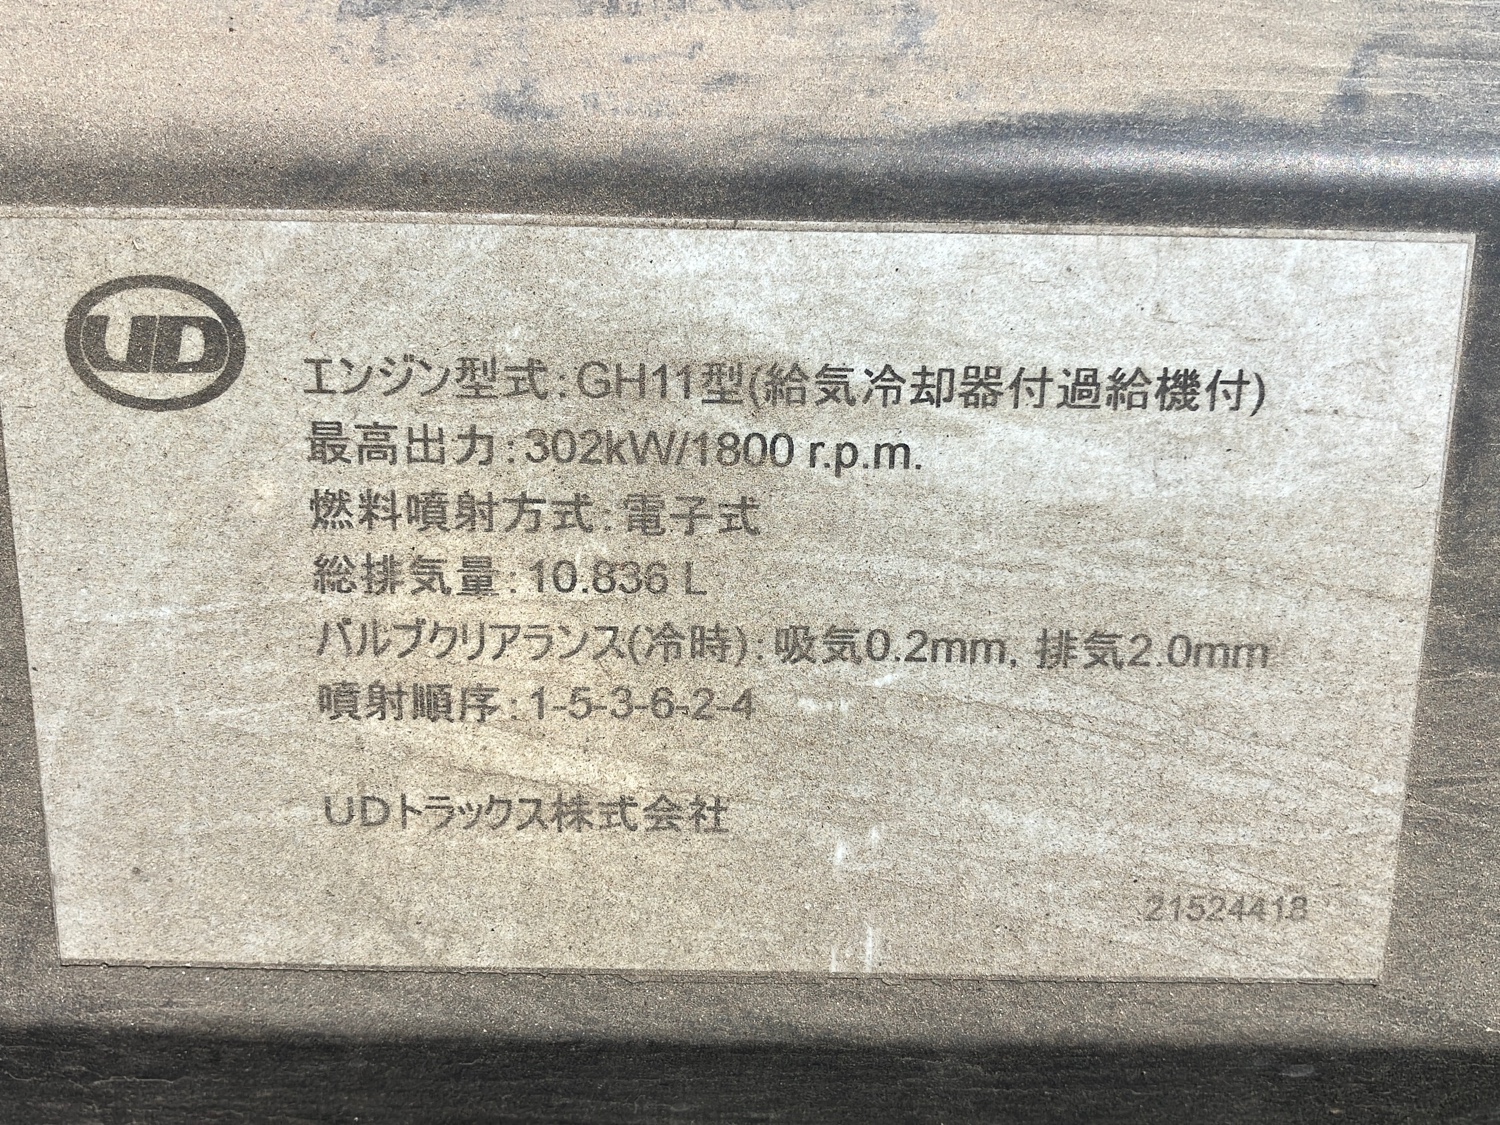 UD
エンジン型式:GH11型(給気冷却器付過給機付)
最高出力:302kW/1800 r.p.m.
燃料噴射方式:電子式
総排気量:10.836 L
バルブクリアランス(冷時):吸気0.2mm, 排気2.0mm
噴射順序:1-5-3-6-2-4
UDトラックス株式会社
21524418